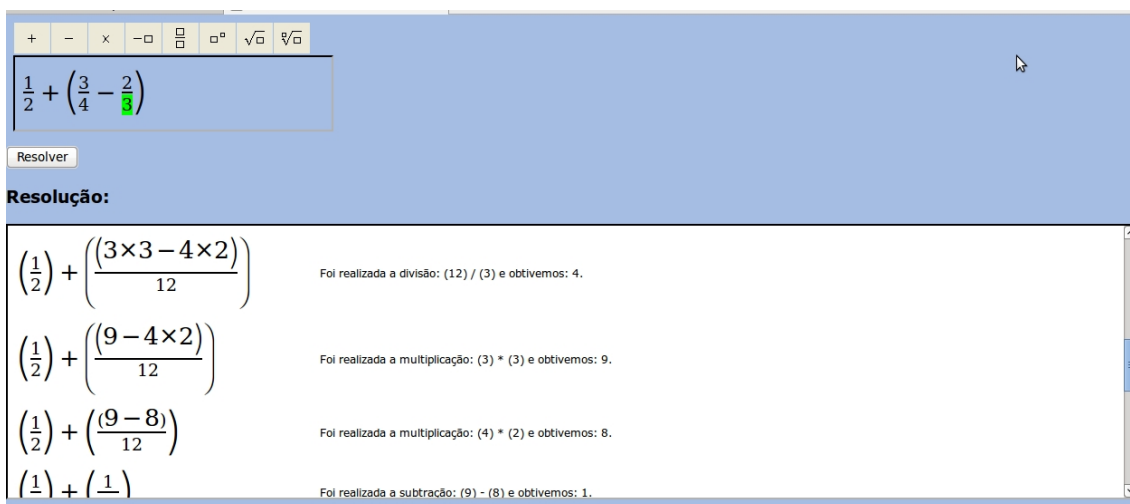 + − × −□ □/□ □^□ √□ ^□√□
1/2 + (3/4 − 2/3)
Resolver
Resolução:
(1/2) + ((3×3−4×2)/12) Foi realizada a divisão: (12) / (3) e obtivemos: 4.
(1/2) + ((9−4×2)/12) Foi realizada a multiplicação: (3) * (3) e obtivemos: 9.
(1/2) + ((9−8)/12) Foi realizada a multiplicação: (4) * (2) e obtivemos: 8.
(1 + (1 Foi realizada a subtração: (9) - (8) e obtivemos: 1.